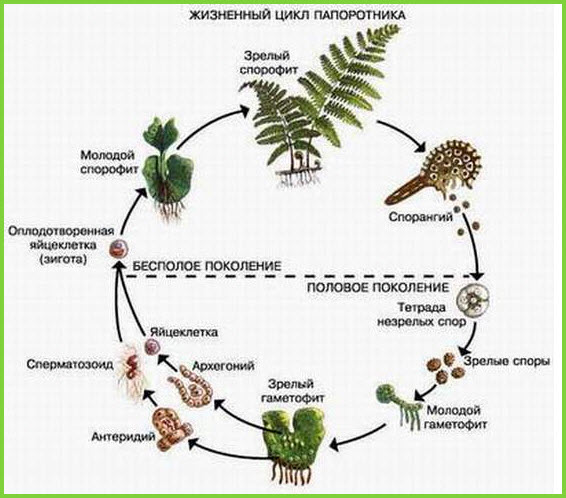 ЖИЗНЕННЫЙ ЦИКЛ ПАПОРОТНИКА
Зрелый
спорофит
Молодой
спорофит
Спорангий
Оплодотворенная
яйцеклетка
(зигота)
БЕСПОЛОЕ ПОКОЛЕНИЕ
ПОЛОВОЕ ПОКОЛЕНИЕ
Тетрада
незрелых спор
Яйцеклетка
Сперматозоид
Архегоний
Зрелый
гаметофит
Зрелые споры
Молодой
гаметофит
Антеридий